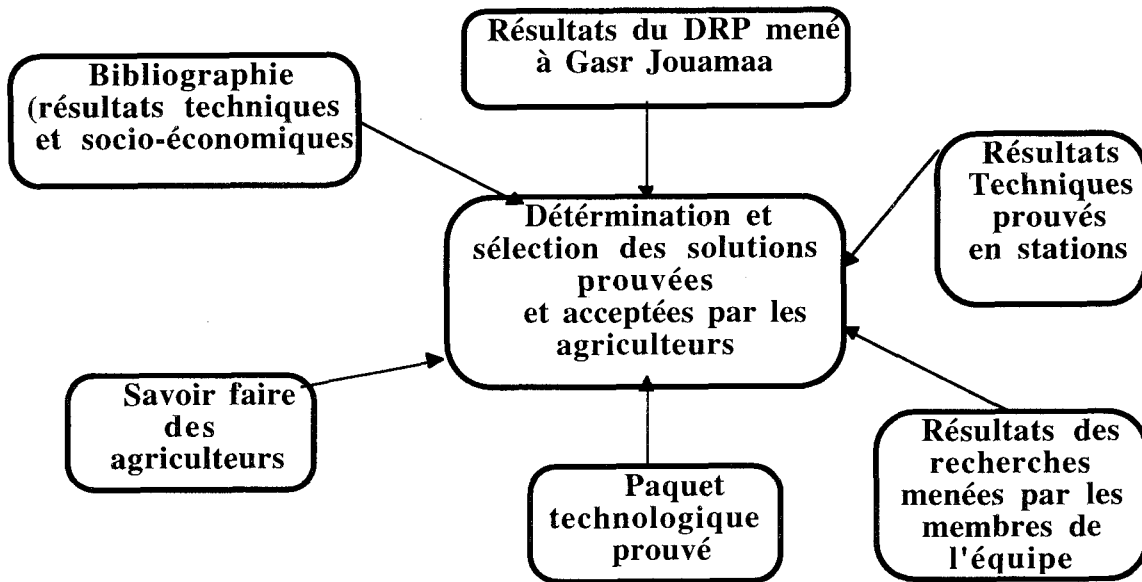 Résultats du DRP mené
à Gasr Jouamaa
Bibliographie
(résultats techniques
et socio-économiques
Résultats
Techniques
prouvés
en stations
Détérmination et
sélection des solutions
prouvées
et acceptées par les
agriculteurs
Savoir faire
des
agriculteurs
Paquet
technologique
prouvé
Résultats des
recherches
menées par les
membres de
l'équipe